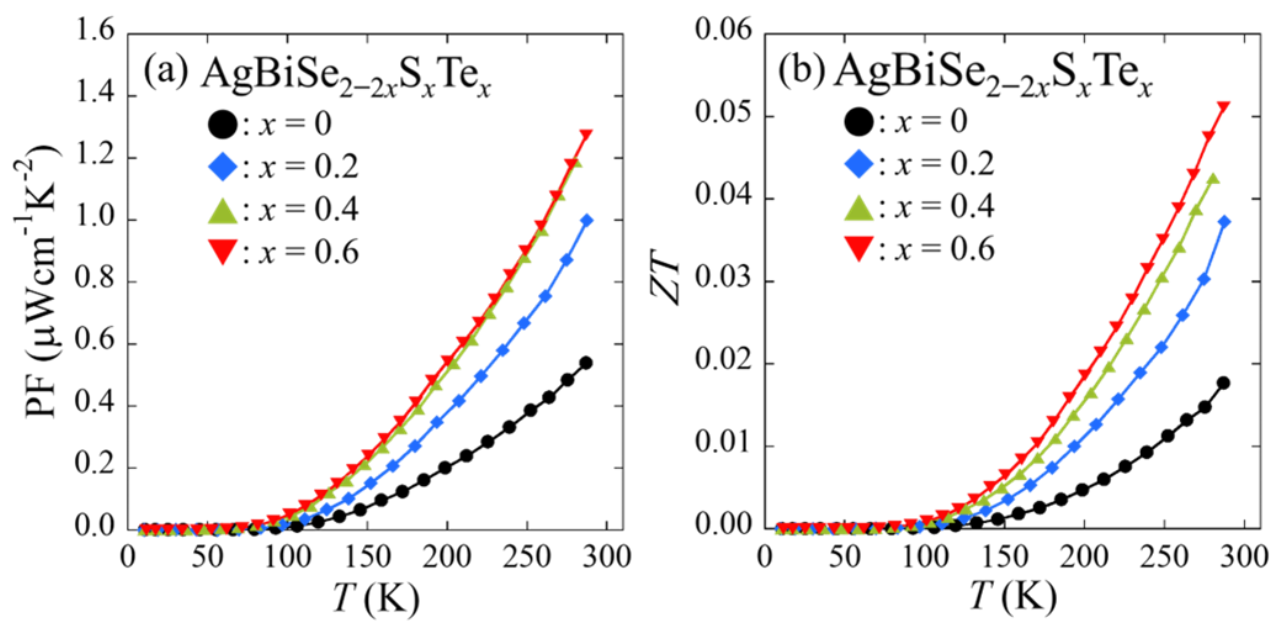 (a) AgBiSe2−2xSxTex
: x = 0
: x = 0.2
: x = 0.4
: x = 0.6
PF (μWcm-1K-2)
1.6
1.4
1.2
1.0
0.8
0.6
0.4
0.2
0.0
0 50 100 150 200 250 300
T (K)
(b) AgBiSe2−2xSxTex
: x = 0
: x = 0.2
: x = 0.4
: x = 0.6
ZT
0.06
0.05
0.04
0.03
0.02
0.01
0.00
0 50 100 150 200 250 300
T (K)